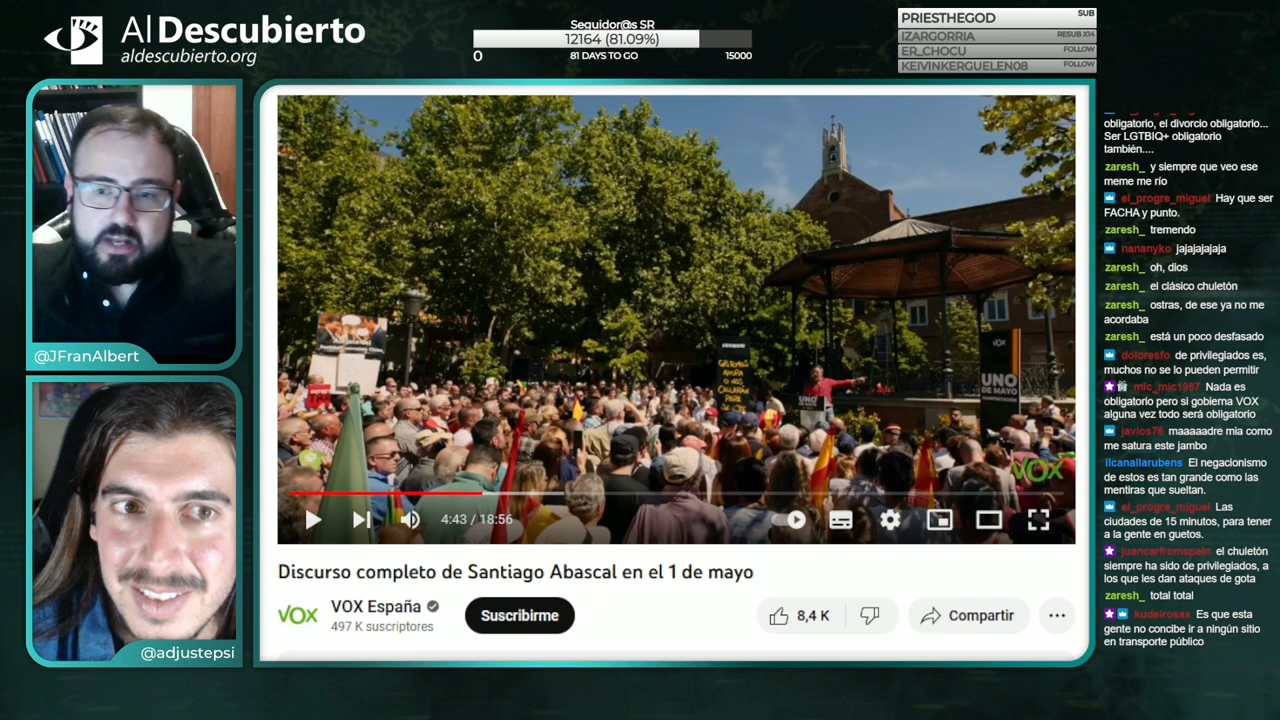 Al Descubierto
aldescubierto.org
Seguidor@s SR
12164 (81.09%)
0
81 DAYS TO GO
15000
PRIESTHEGOD SUB
IZARGORRIA RESUB X14
ER_CHOCU FOLLOW
KEIVINKERGUELEN08 FOLLOW
@JFranAlbert
@adjustepsi
VOX
UNO
DE MAYO
UNO
DE MAYO
VOX
4:43 / 18:56
Discurso completo de Santiago Abascal en el 1 de mayo
VOX
VOX España
497 K suscriptores
Suscribirme
8,4 K
Compartir
obligatorio, el divorcio obligatorio...
Ser LGTBIQ+ obligatorio
también....
zaresh_ y siempre que veo ese
meme me río
el_progre_miguel Hay que ser
FACHA y punto.
zaresh_ tremendo
nananyko jajajajajaja
zaresh_ oh, dios
zaresh_ el clásico chuletón
zaresh_ ostras, de ese ya no me
acordaba
zaresh_ está un poco desfasado
doloresfo de privilegiados es,
muchos no se lo pueden permitir
mic_mic1967 Nada es
obligatorio pero si gobierna VOX
alguna vez todo será obligatorio
javios76 maaaaadre mia como
me satura este jambo
ilcanallarubens El negacionismo
de estos es tan grande como las
mentiras que sueltan.
el_progre_miguel Las
ciudades de 15 minutos, para tener
a la gente en guetos.
juancarfromspain el chuletón
siempre ha sido de privilegiados, a
los que les dan ataques de gota
zaresh_ total total
kudeirosax Es que esta
gente no concibe ir a ningún sitio
en transporte público